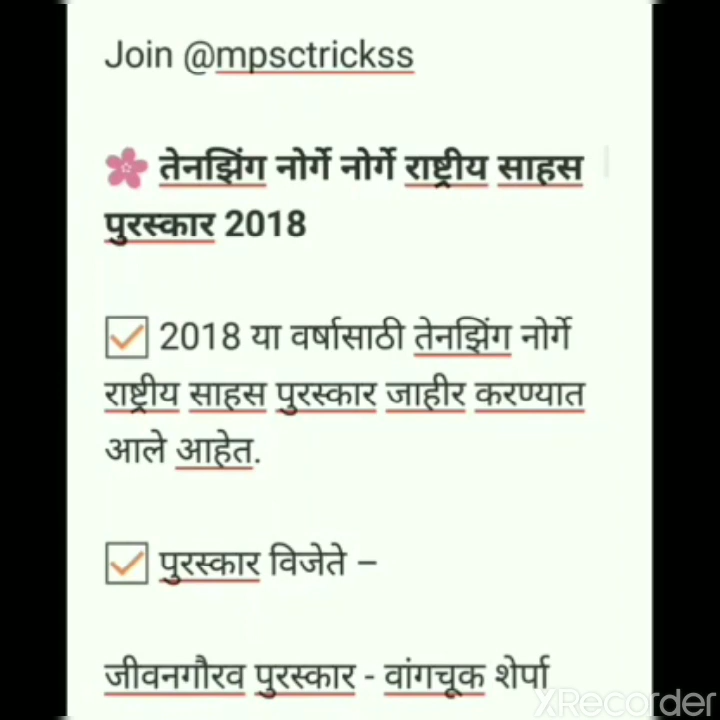 Join @mpsctrickss
🌸 तेनझिंग नोर्गे नोर्गे राष्ट्रीय साहस
पुरस्कार 2018
☑ 2018 या वर्षासाठी तेनझिंग नोर्गे
राष्ट्रीय साहस पुरस्कार जाहीर करण्यात
आले आहेत.
☑ पुरस्कार विजेते –
जीवनगौरव पुरस्कार - वांगचूक शेर्पा
XRecorder